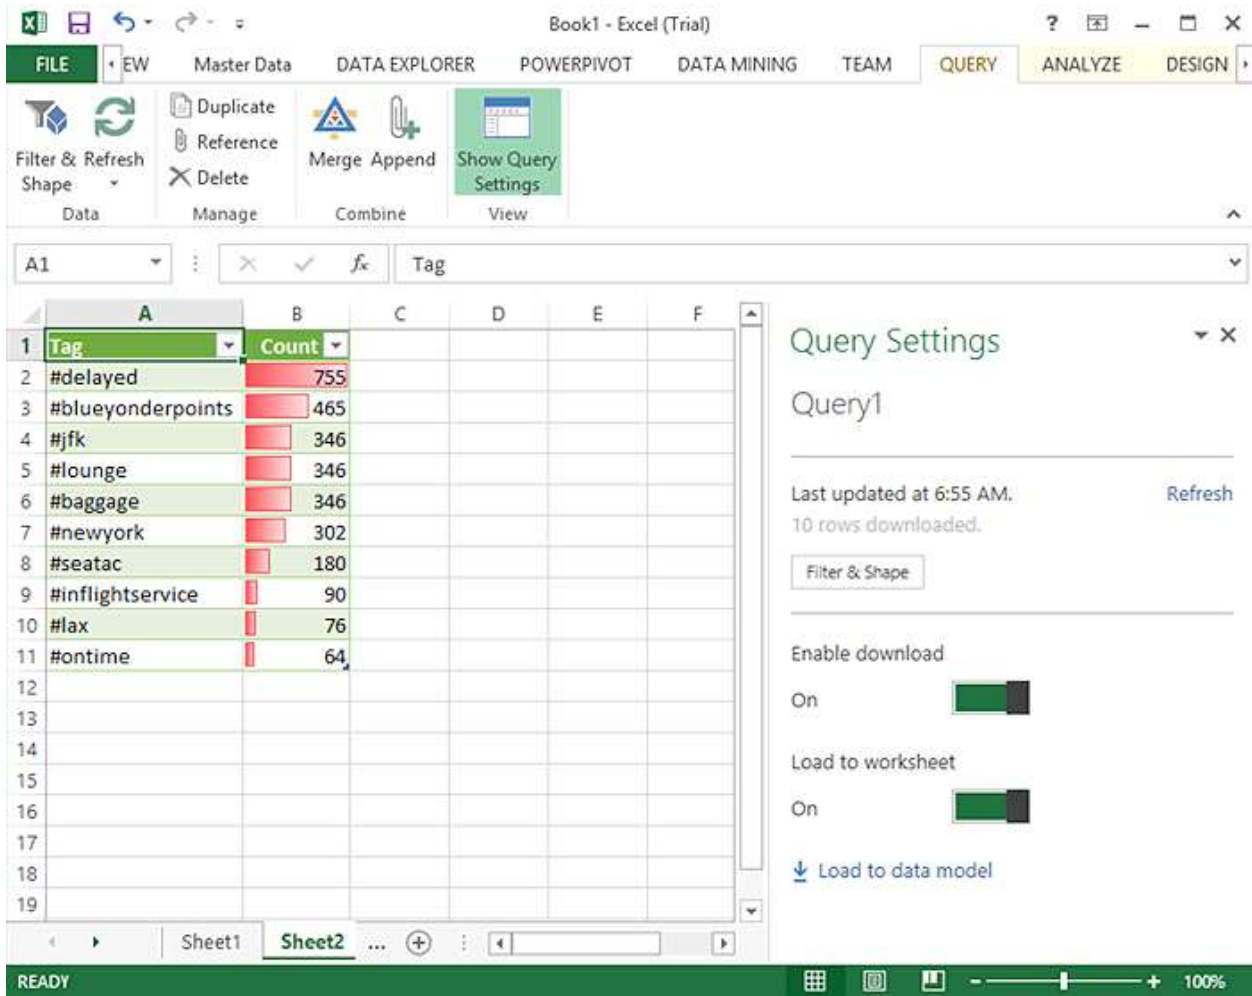 Book1 - Excel (Trial)
?
FILE EW Master Data DATA EXPLORER POWERPIVOT DATA MINING TEAM QUERY ANALYZE DESIGN
Filter & Shape
Refresh
Duplicate
Reference
Delete
Merge
Append
Show Query Settings
Data Manage Combine View
A1 fx Tag
A B C D E F
1 Tag Count
2 #delayed 755
3 #blueyonderpoints 465
4 #jfk 346
5 #lounge 346
6 #baggage 346
7 #newyork 302
8 #seatac 180
9 #inflightservice 90
10 #lax 76
11 #ontime 64
12
13
14
15
16
17
18
19
Query Settings
Query1
Last updated at 6:55 AM. Refresh
10 rows downloaded.
Filter & Shape
Enable download
On
Load to worksheet
On
Load to data model
Sheet1 Sheet2 ...
READY 100%